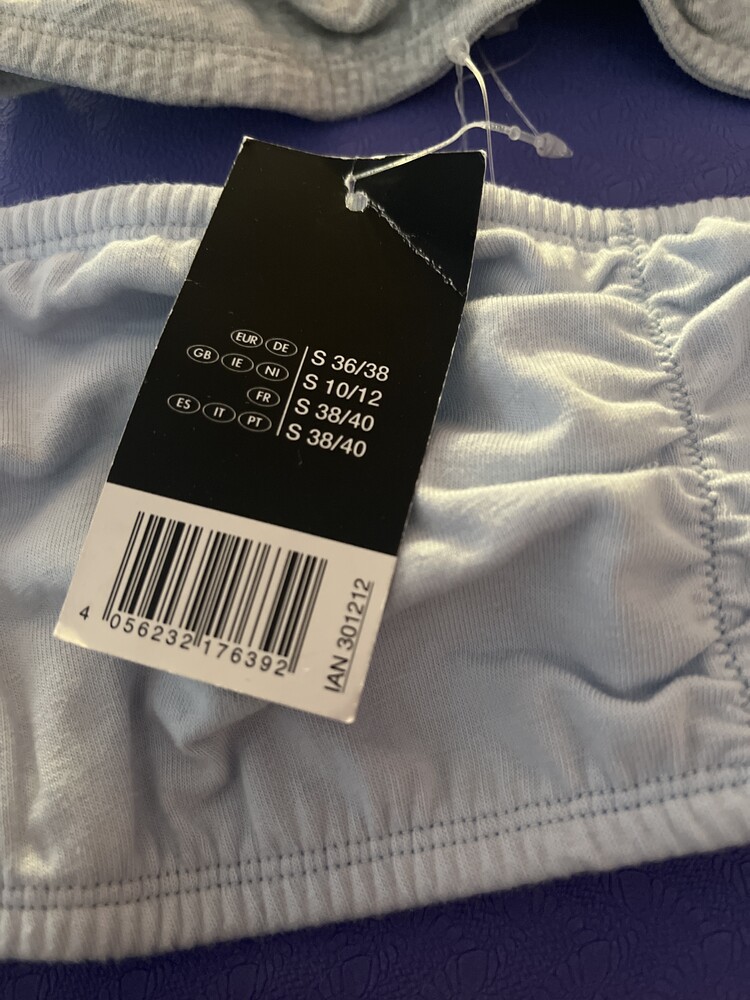 EUR DE S 36/38
GB IE NI S 10/12
FR S 38/40
ES IT PT S 38/40
4 056232 176392
IAN 301212